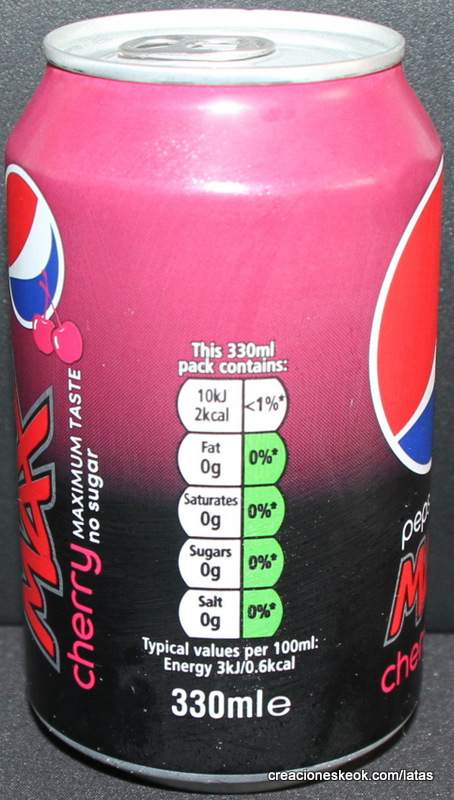 This 330ml
pack contains:
10kJ
2kcal
<1%*
Fat
0g
0%*
Saturates
0g
0%*
Sugars
0g
0%*
Salt
0g
0%*
Typical values per 100ml:
Energy 3kJ/0.6kcal
330ml℮
MAX
cherry
MAXIMUM TASTE
no sugar
creacioneskeok.com/latas